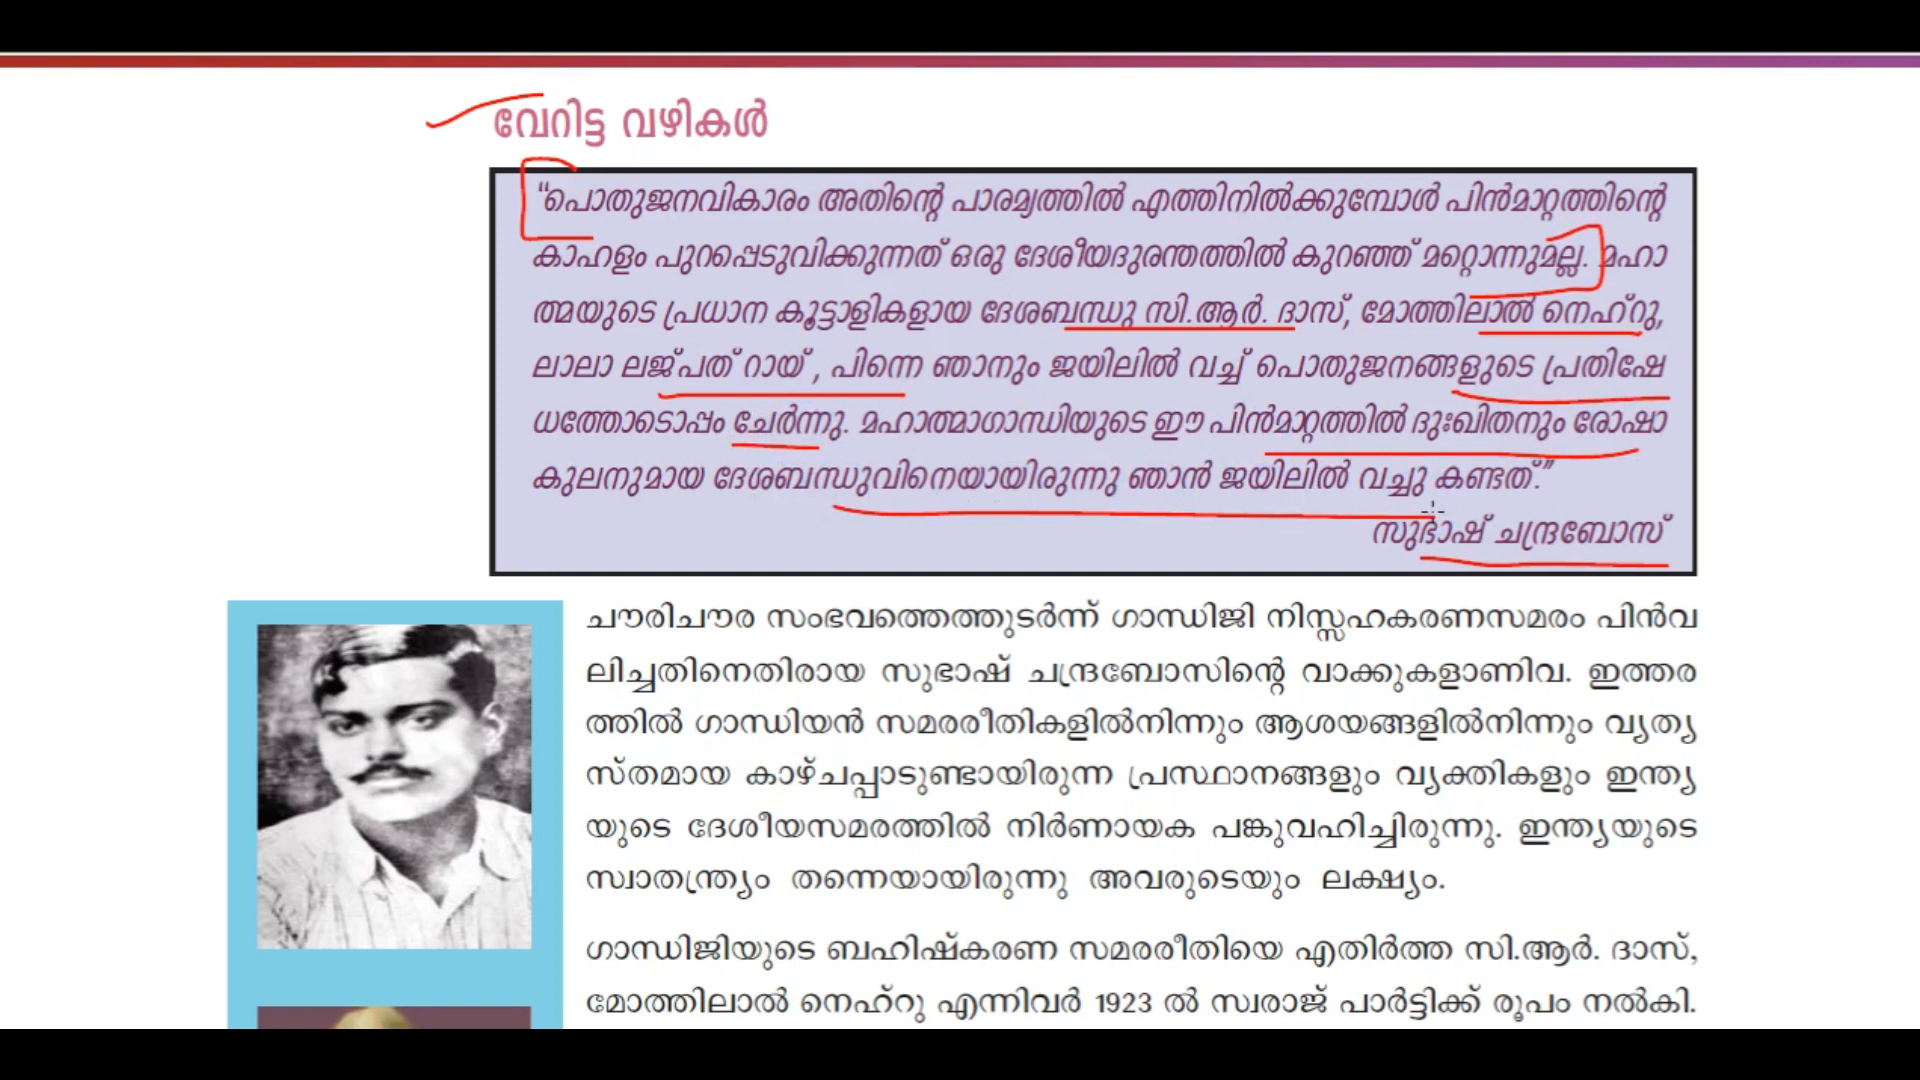 വേറിട്ട വഴികൾ
“പൊതുജനവികാരം അതിന്റെ പാരമ്യത്തിൽ എത്തിനിൽക്കുമ്പോൾ പിൻമാറ്റത്തിന്റെ
കാഹളം പുറപ്പെടുവിക്കുന്നത് ഒരു ദേശീയദുരന്തത്തിൽ കുറഞ്ഞ് മറ്റൊന്നുമല്ല. മഹാ
ത്മയുടെ പ്രധാന കൂട്ടാളികളായ ദേശബന്ധു സി.ആർ. ദാസ്, മോത്തിലാൽ നെഹ്റു,
ലാലാ ലജ്പത് റായ് , പിന്നെ ഞാനും ജയിലിൽ വച്ച് പൊതുജനങ്ങളുടെ പ്രതിഷേ
ധത്തോടൊപ്പം ചേർന്നു. മഹാത്മാഗാന്ധിയുടെ ഈ പിൻമാറ്റത്തിൽ ദുഃഖിതനും രോഷാ
കുലനുമായ ദേശബന്ധുവിനെയായിരുന്നു ഞാൻ ജയിലിൽ വച്ചു കണ്ടത്.”
സുഭാഷ് ചന്ദ്രബോസ്
ചൗരിചൗര സംഭവത്തെത്തുടർന്ന് ഗാന്ധിജി നിസ്സഹകരണസമരം പിൻവ
ലിച്ചതിനെതിരായ സുഭാഷ് ചന്ദ്രബോസിന്റെ വാക്കുകളാണിവ. ഇത്തര
ത്തിൽ ഗാന്ധിയൻ സമരരീതികളിൽനിന്നും ആശയങ്ങളിൽനിന്നും വ്യത്യ
സ്തമായ കാഴ്ചപ്പാടുണ്ടായിരുന്ന പ്രസ്ഥാനങ്ങളും വ്യക്തികളും ഇന്ത്യ
യുടെ ദേശീയസമരത്തിൽ നിർണായക പങ്കുവഹിച്ചിരുന്നു. ഇന്ത്യയുടെ
സ്വാതന്ത്ര്യം തന്നെയായിരുന്നു അവരുടെയും ലക്ഷ്യം.
ഗാന്ധിജിയുടെ ബഹിഷ്കരണ സമരരീതിയെ എതിർത്ത സി.ആർ. ദാസ്,
മോത്തിലാൽ നെഹ്റു എന്നിവർ 1923 ൽ സ്വരാജ് പാർട്ടിക്ക് രൂപം നൽകി.